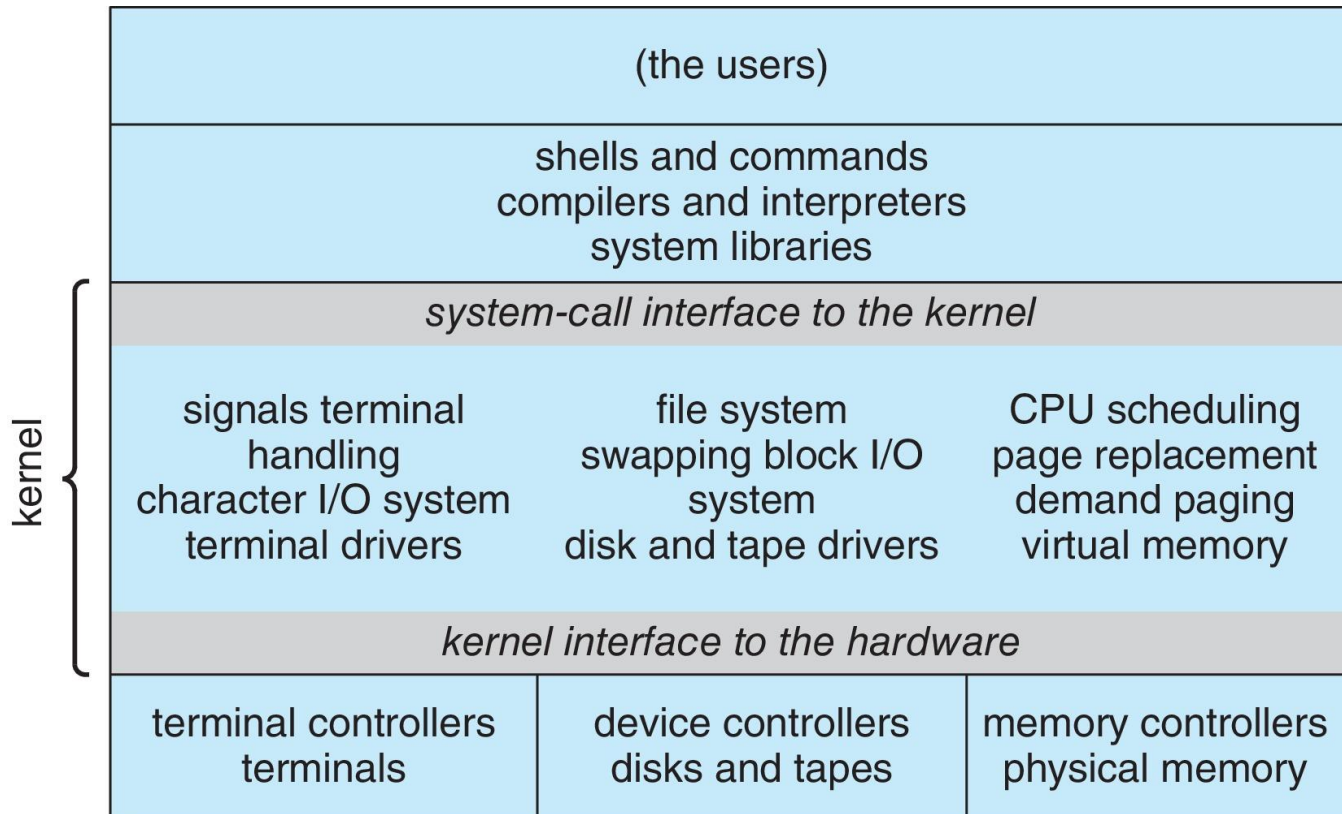 (the users)
shells and commands
compilers and interpreters
system libraries
system-call interface to the kernel
kernel
signals terminal
handling
character I/O system
terminal drivers
file system
swapping block I/O
system
disk and tape drivers
CPU scheduling
page replacement
demand paging
virtual memory
kernel interface to the hardware
terminal controllers
terminals
device controllers
disks and tapes
memory controllers
physical memory